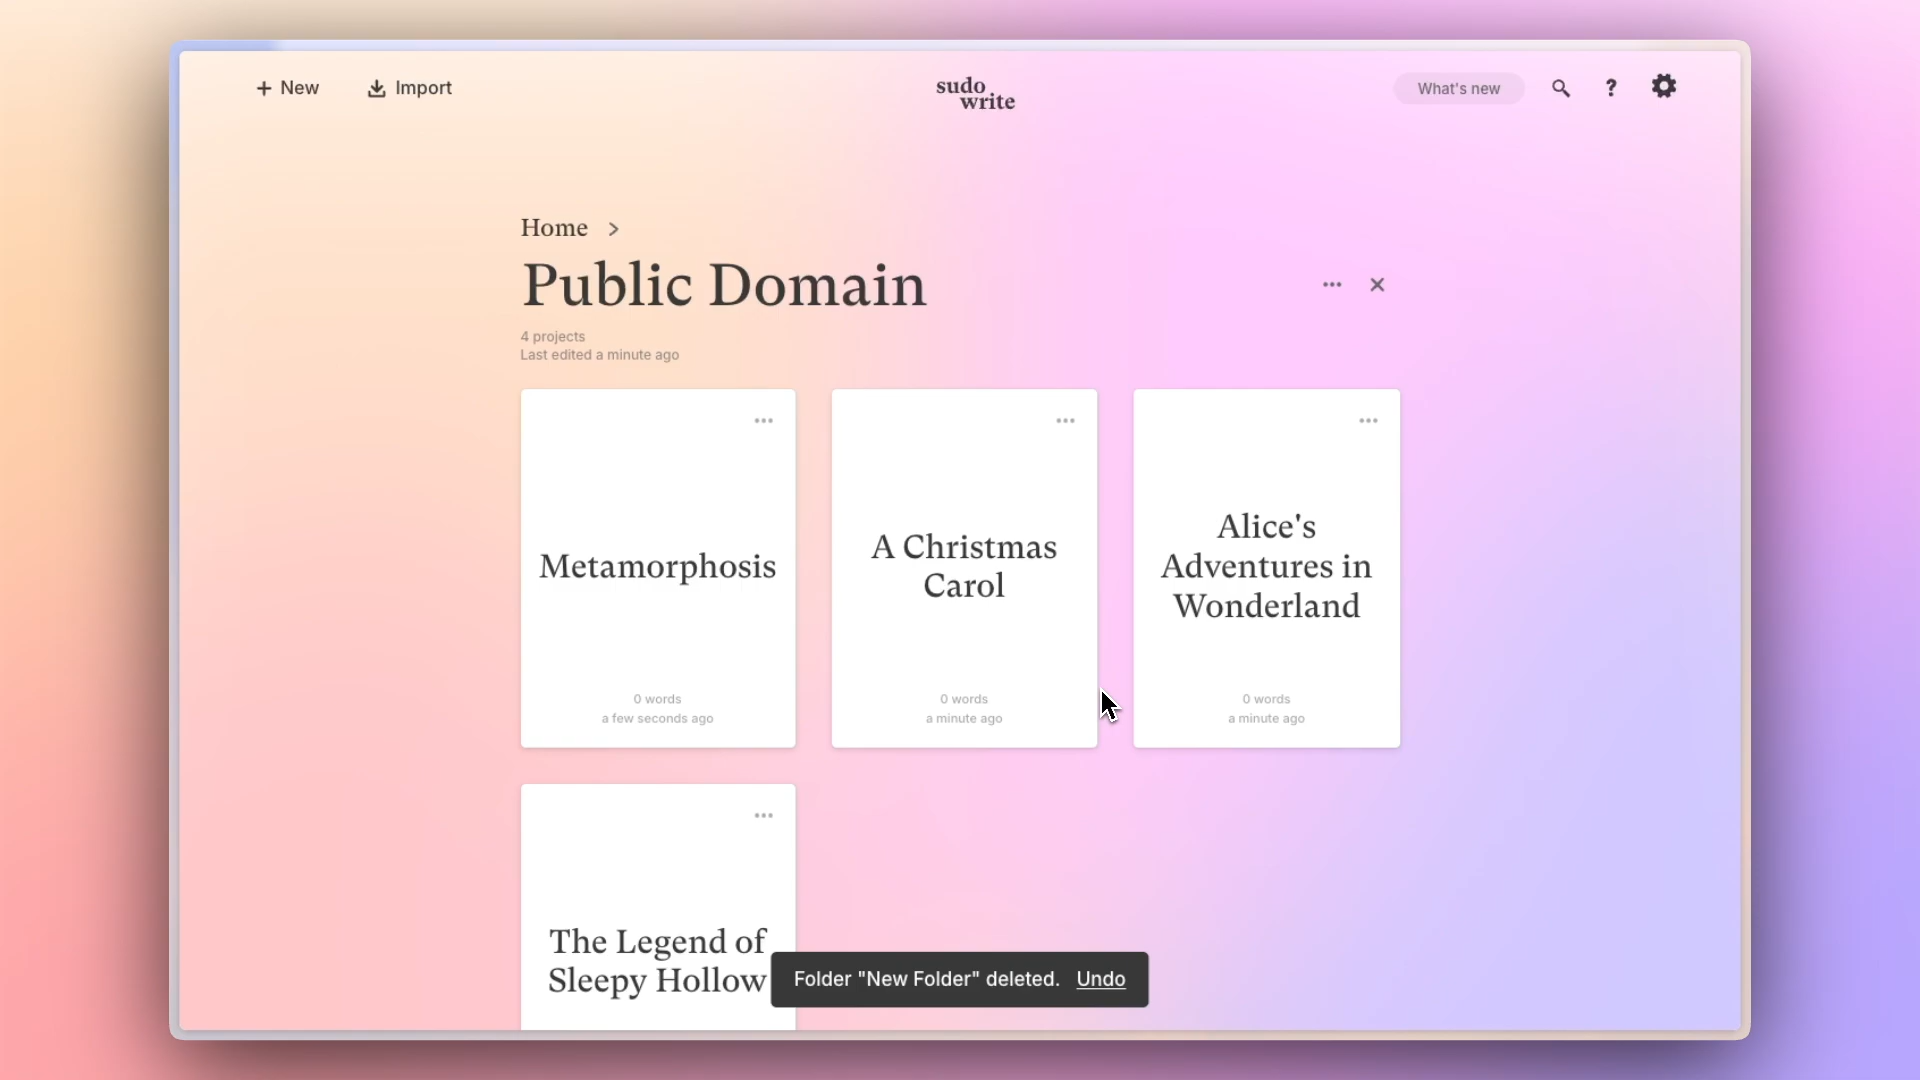 New
Import
sudo
write
What's new
?
Home >
Public Domain
4 projects
Last edited a minute ago
Metamorphosis
0 words
a few seconds ago
A Christmas
Carol
0 words
a minute ago
Alice's
Adventures in
Wonderland
0 words
a minute ago
The Legend of
Sleepy Hollow
Folder "New Folder" deleted. Undo